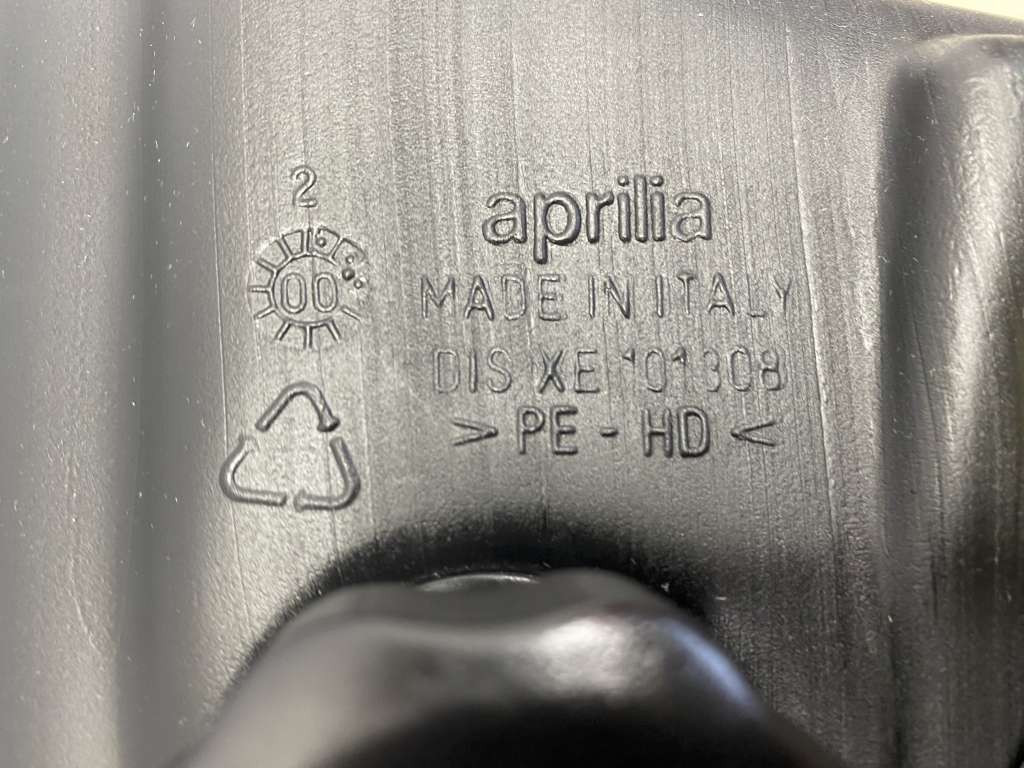 2
00
aprilia
MADE IN ITALY
DIS XE 101308
> PE - HD <